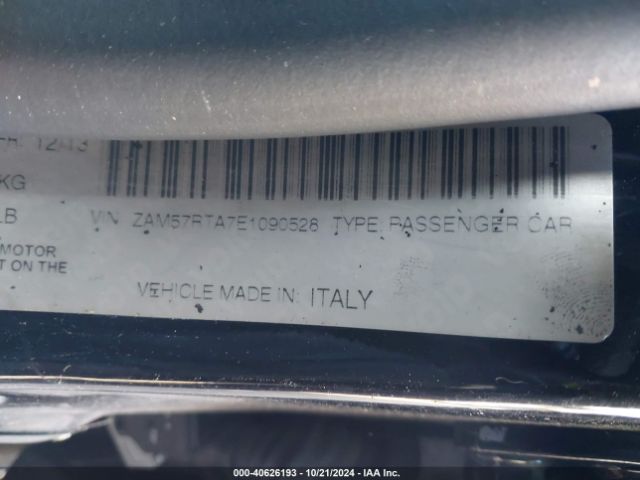 12/13
KG
LB
VIN: ZAM57RTA7E1090528 TYPE: PASSENGER CAR
MOTOR
T ON THE
VEHICLE MADE IN: ITALY
000-40626193 - 10/21/2024 - IAA Inc.